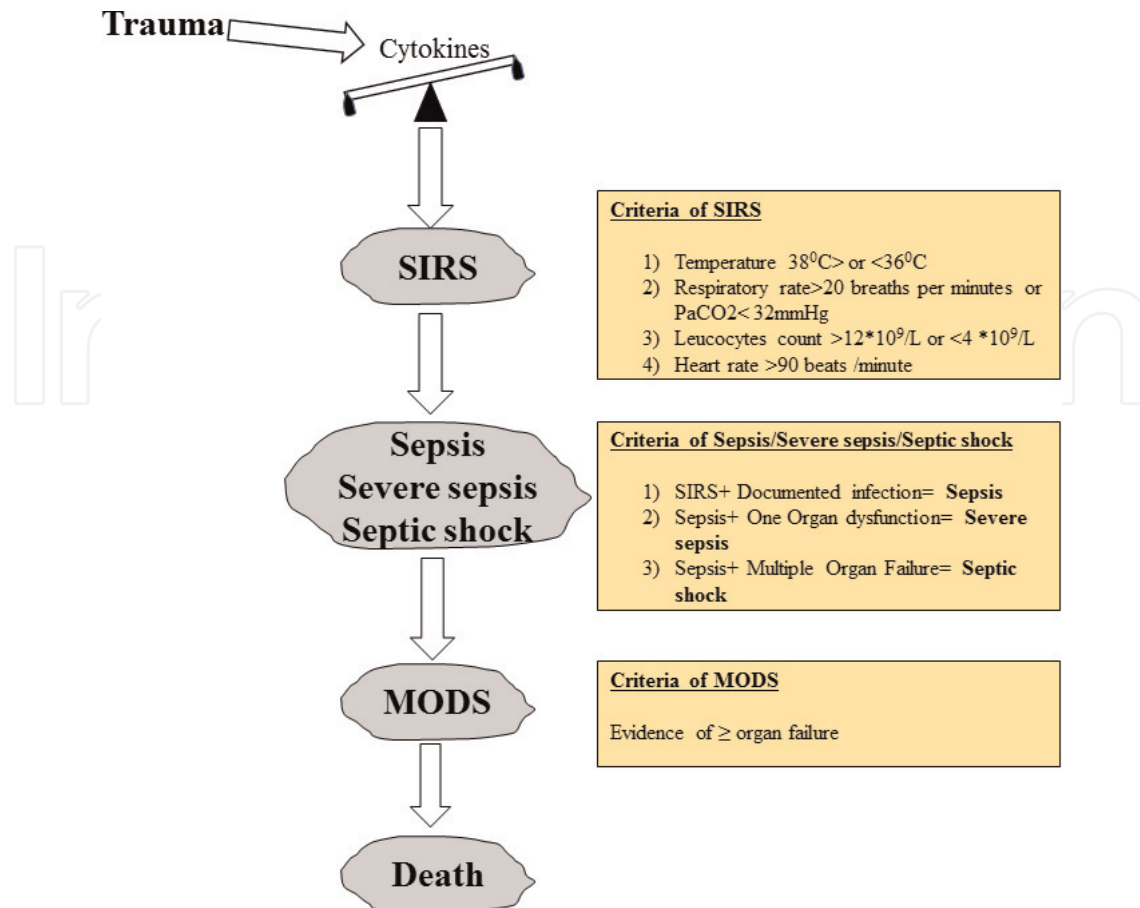 Trauma
Cytokines
SIRS
Criteria of SIRS
1) Temperature 38⁰C> or <36⁰C
2) Respiratory rate>20 breaths per minutes or
PaCO2< 32mmHg
3) Leucocytes count >12*10⁹/L or <4 *10⁹/L
4) Heart rate >90 beats /minute
Sepsis
Severe sepsis
Septic shock
Criteria of Sepsis/Severe sepsis/Septic shock
1) SIRS+ Documented infection= Sepsis
2) Sepsis+ One Organ dysfunction= Severe
sepsis
3) Sepsis+ Multiple Organ Failure= Septic
shock
MODS
Criteria of MODS
Evidence of ≥ organ failure
Death